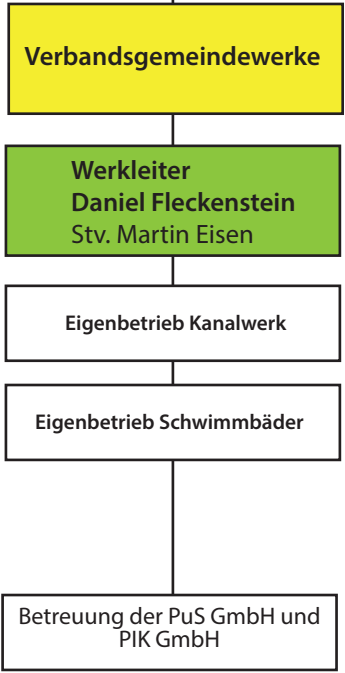 Verbandsgemeindewerke
Werkleiter
Daniel Fleckenstein
Stv. Martin Eisen
Eigenbetrieb Kanalwerk
Eigenbetrieb Schwimmbäder
Betreuung der PuS GmbH und
PIK GmbH